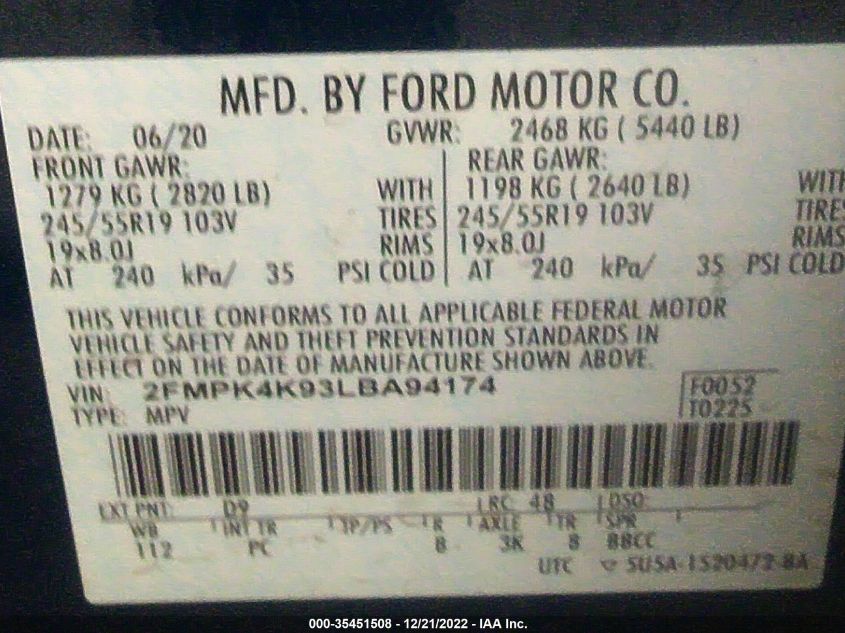 MFD. BY FORD MOTOR CO.
DATE: 06/20 GVWR: 2468 KG ( 5440 LB)
FRONT GAWR: REAR GAWR:
1279 KG ( 2820 LB) WITH 1198 KG ( 2640 LB) WITH
245/55R19 103V TIRES 245/55R19 103V TIRES
19x8.0J RIMS 19x8.0J RIMS
AT 240 kPa/ 35 PSI COLD AT 240 kPa/ 35 PSI COLD
THIS VEHICLE CONFORMS TO ALL APPLICABLE FEDERAL MOTOR
VEHICLE SAFETY AND THEFT PREVENTION STANDARDS IN
EFFECT ON THE DATE OF MANUFACTURE SHOWN ABOVE.
VIN: 2FMPK4K93LBA94174 F0052
TYPE: MPV T0225
EXT PNT: D9 LRC: 48 DSO:
WB INT TR TP/PS R AXLE TR SPR
112 PC 8 3K 8 88CC
UTC 5U5A-1520472-BA
000-35451508 - 12/21/2022 - IAA Inc.